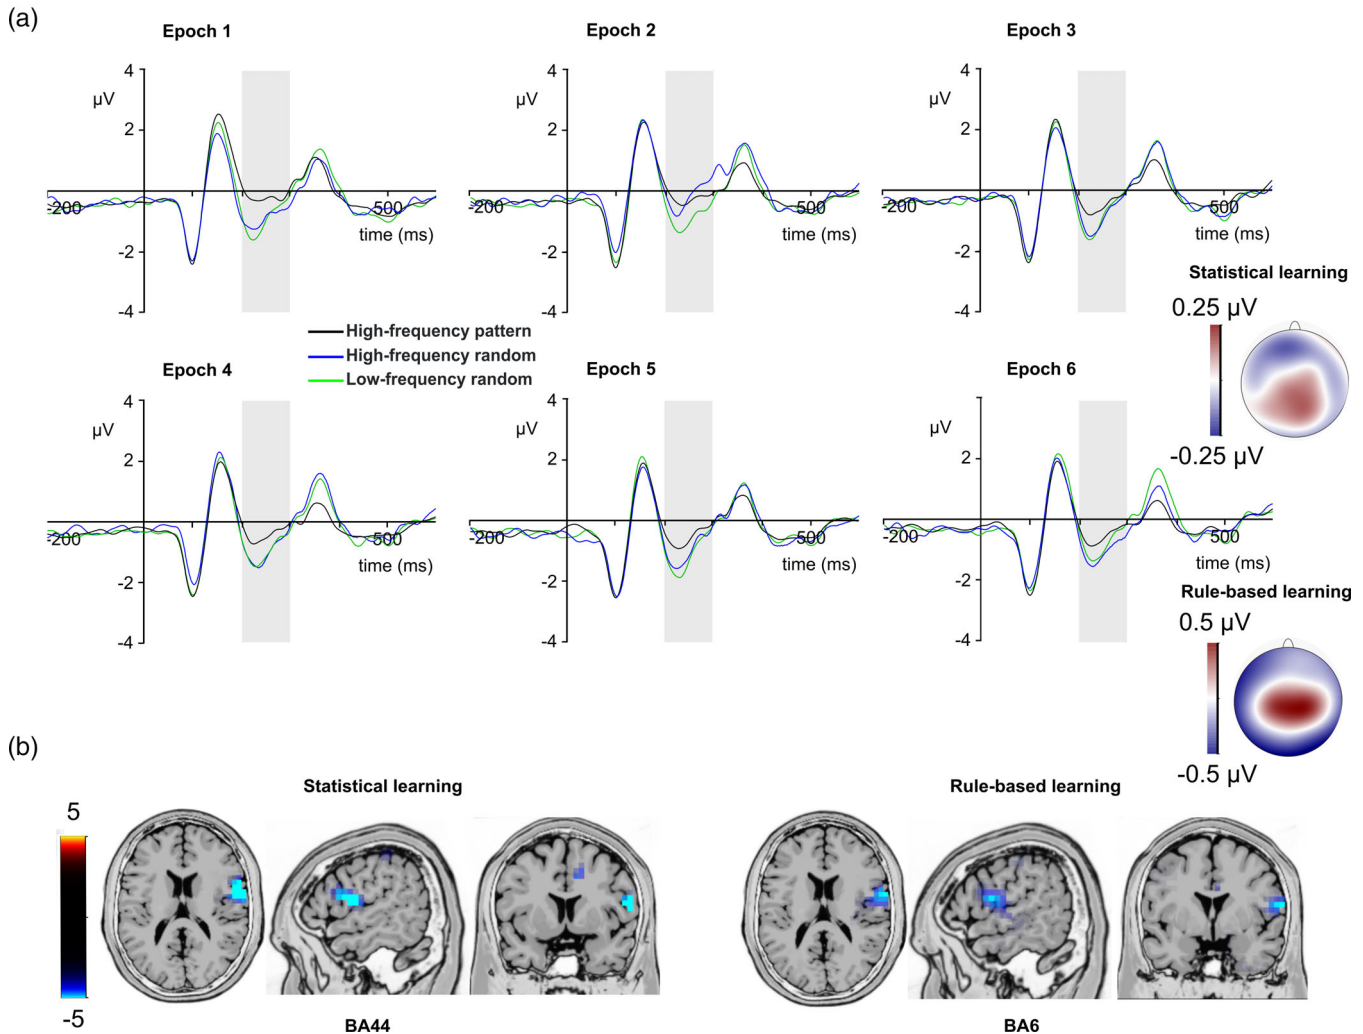 (a)
Epoch 1
Epoch 2
Epoch 3
4
µV
2
-200
500
time (ms)
-2
-4
4
µV
2
-200
500
time (ms)
-2
-4
4
µV
2
-200
500
time (ms)
-2
-4
Statistical learning
0.25 µV
-0.25 µV
High-frequency pattern
High-frequency random
Low-frequency random
Epoch 4
Epoch 5
Epoch 6
4
µV
2
-200
500
time (ms)
-2
-4
4
µV
2
-200
500
time (ms)
-2
-4
µV
2
-200
500
time (ms)
-2
-4
Rule-based learning
0.5 µV
-0.5 µV
(b)
Statistical learning
Rule-based learning
5
-5
BA44
BA6